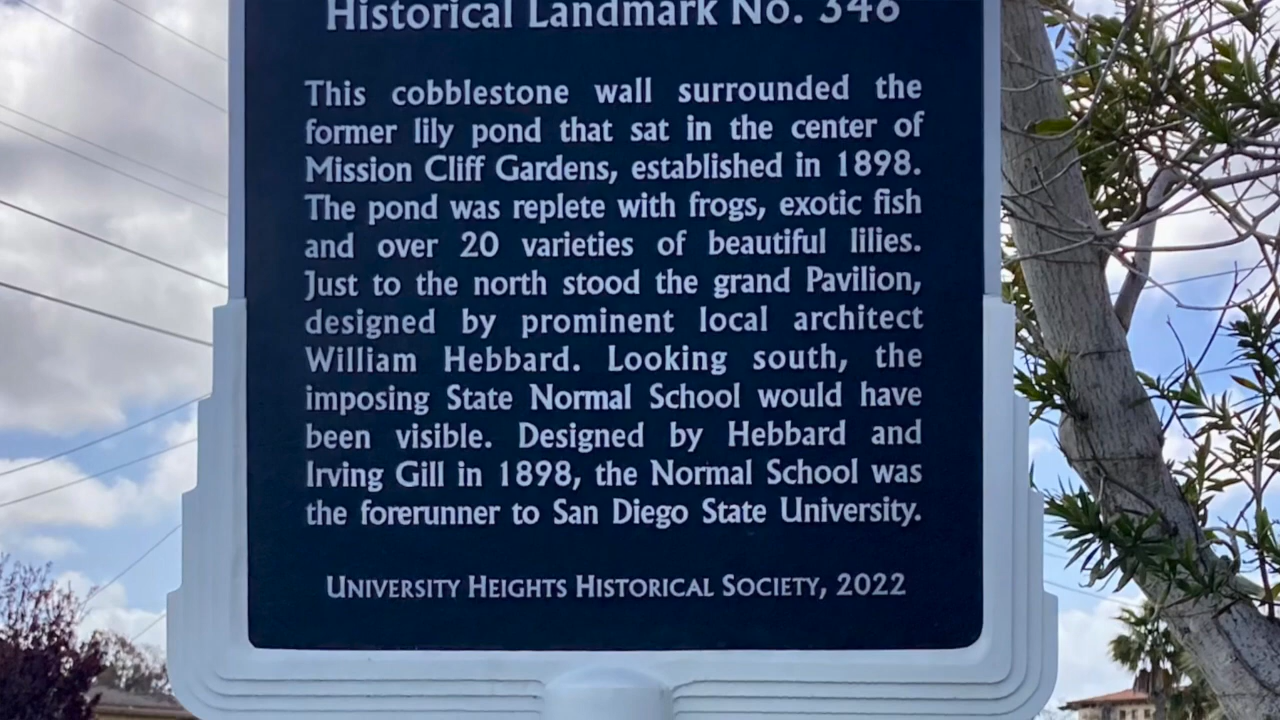 Historical Landmark No. 346
This cobblestone wall surrounded the
former lily pond that sat in the center of
Mission Cliff Gardens, established in 1898.
The pond was replete with frogs, exotic fish
and over 20 varieties of beautiful lilies.
Just to the north stood the grand Pavilion,
designed by prominent local architect
William Hebbard. Looking south, the
imposing State Normal School would have
been visible. Designed by Hebbard and
Irving Gill in 1898, the Normal School was
the forerunner to San Diego State University.
University Heights Historical Society, 2022